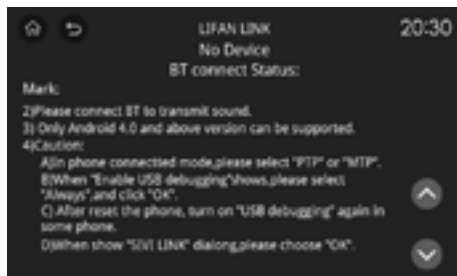 LIFAN LINK
20:30
No Device
BT connect Status:
Mark:
2)Please connect BT to transmit sound.
3) Only Android 4.0 and above version can be supported.
4)Caution:
A)In phone connectted mode,please select "PTP" or "MTP".
B)When "Enable USB debugging"shows,please select
"Always",and click "OK".
C) After reset the phone, turn on "USB debugging" again in
some phone.
D)When show "SIVI LINK" dialong,please choose "OK".